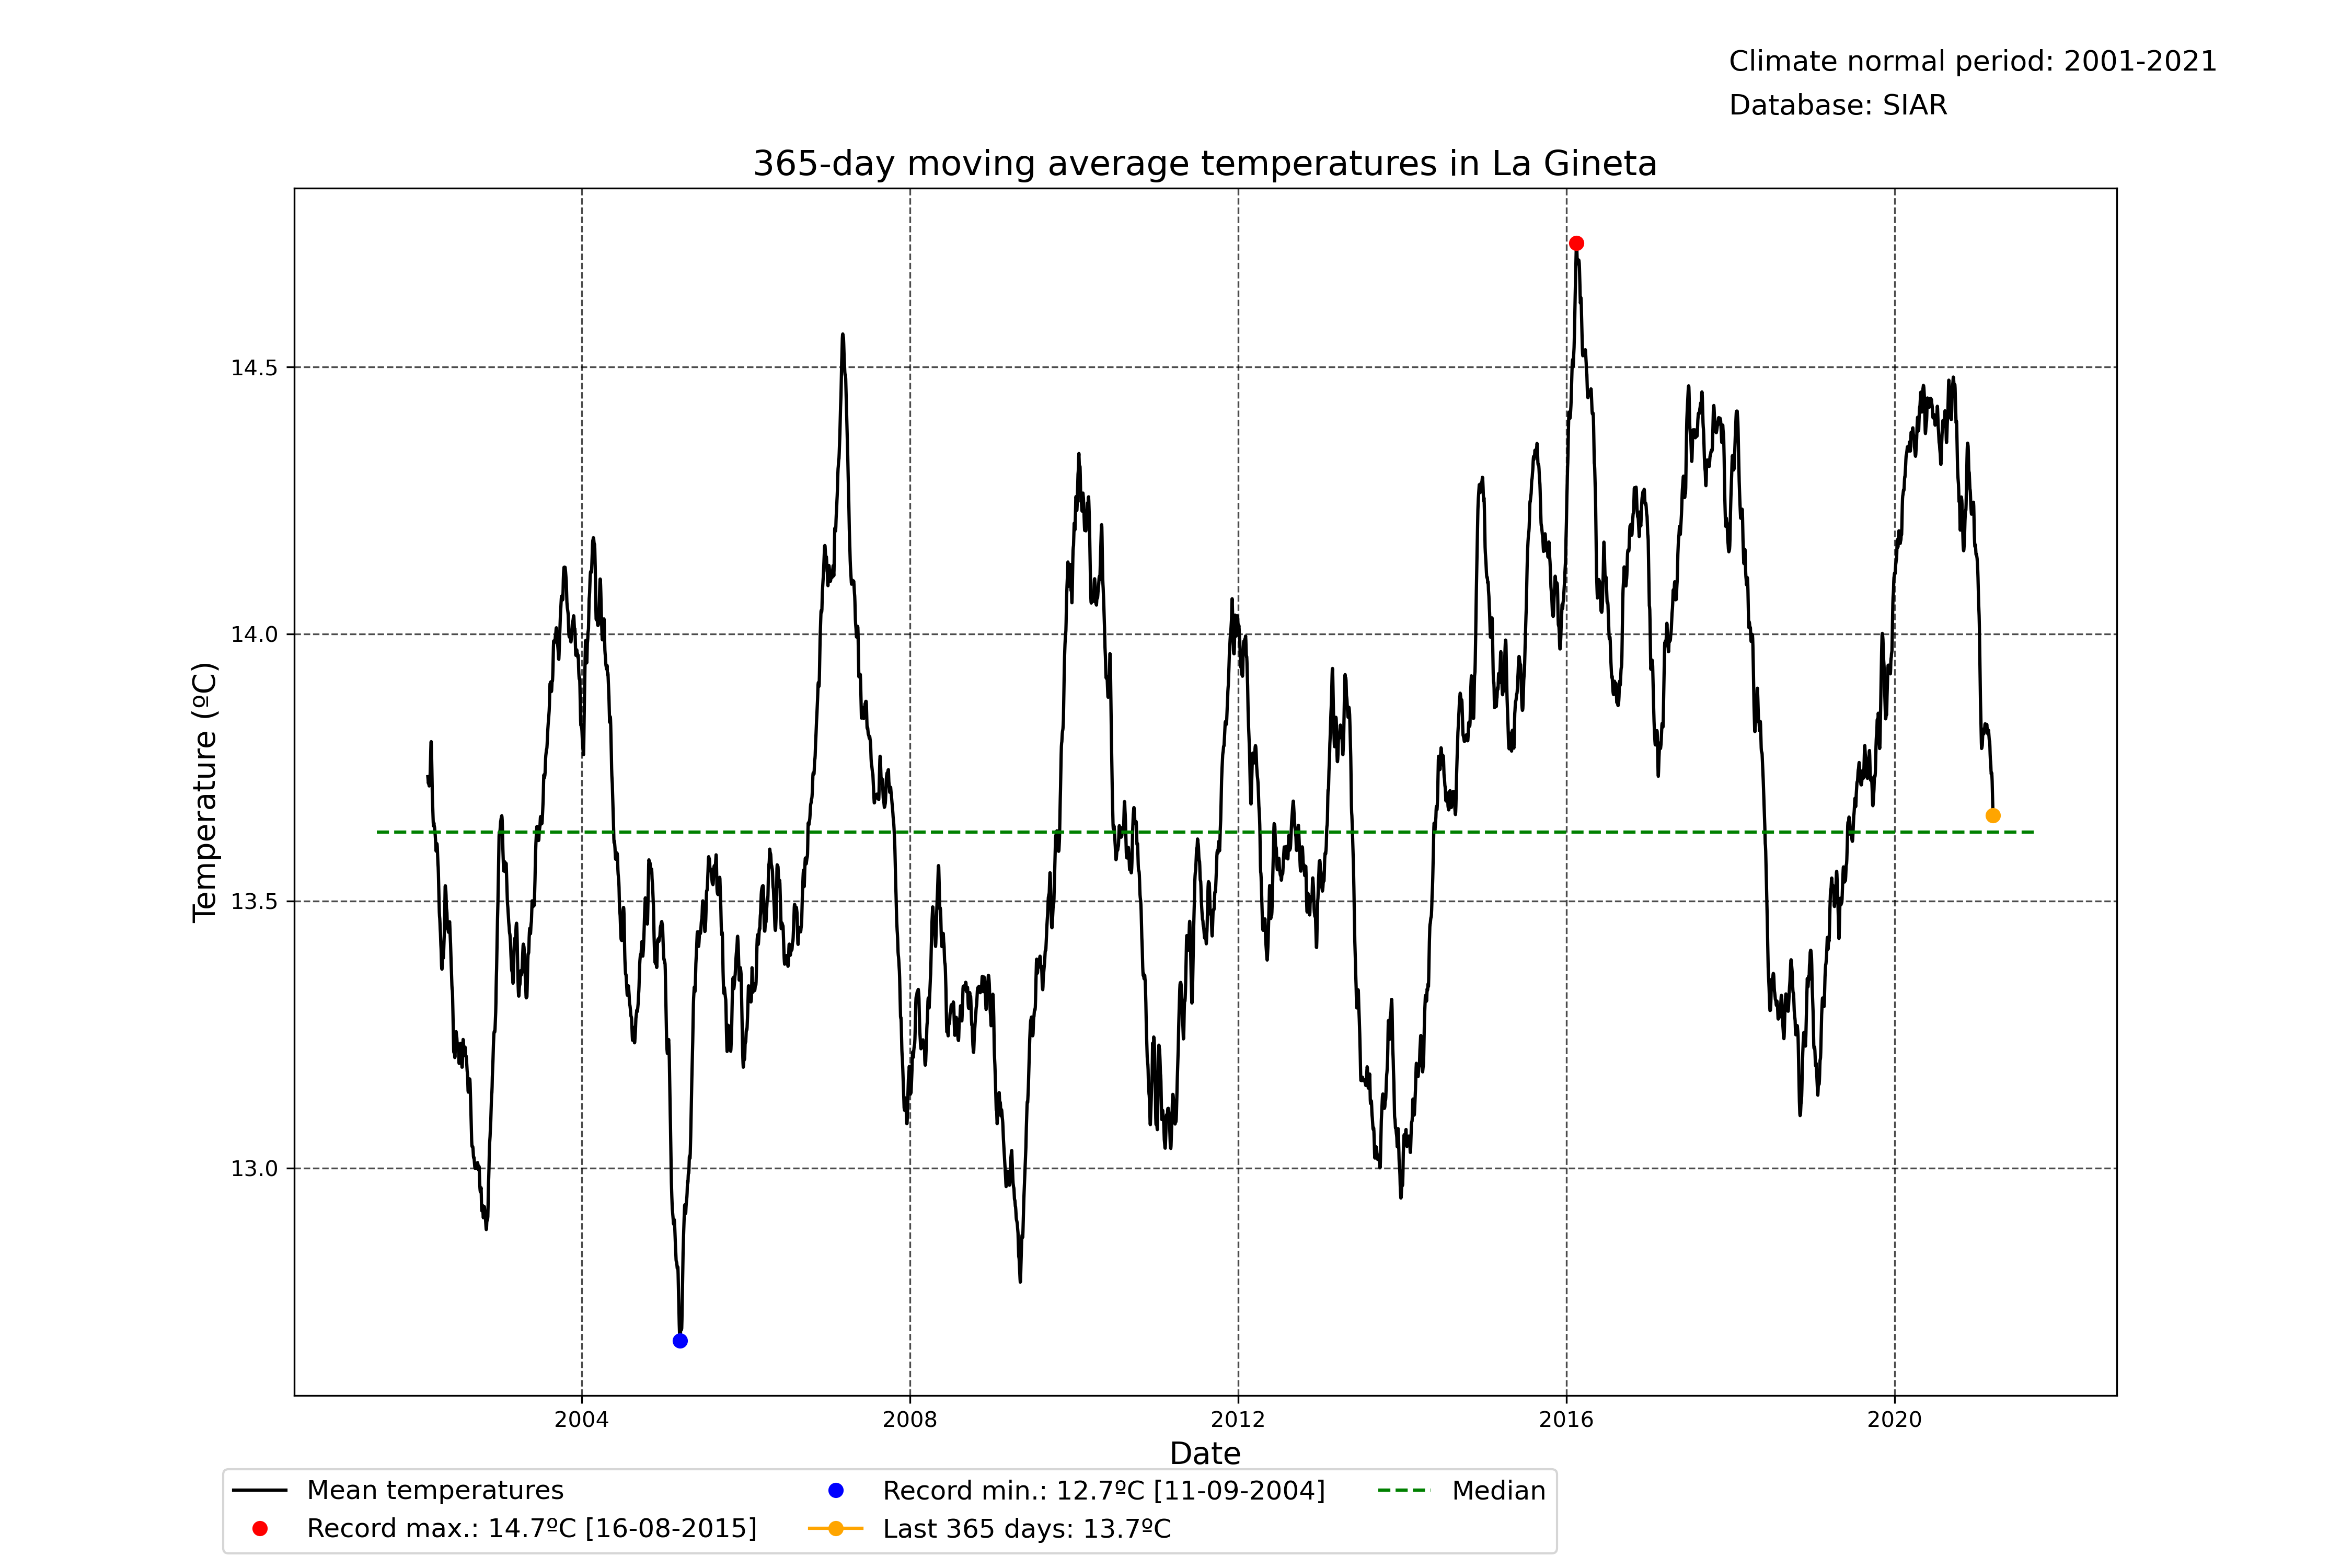 Climate normal period: 2001-2021
Database: SIAR
365-day moving average temperatures in La Gineta
Temperature (ºC)
14.5
14.0
13.5
13.0
2004 2008 2012 2016 2020
Date
Mean temperatures
Record max.: 14.7ºC [16-08-2015]
Record min.: 12.7ºC [11-09-2004]
Last 365 days: 13.7ºC
Median